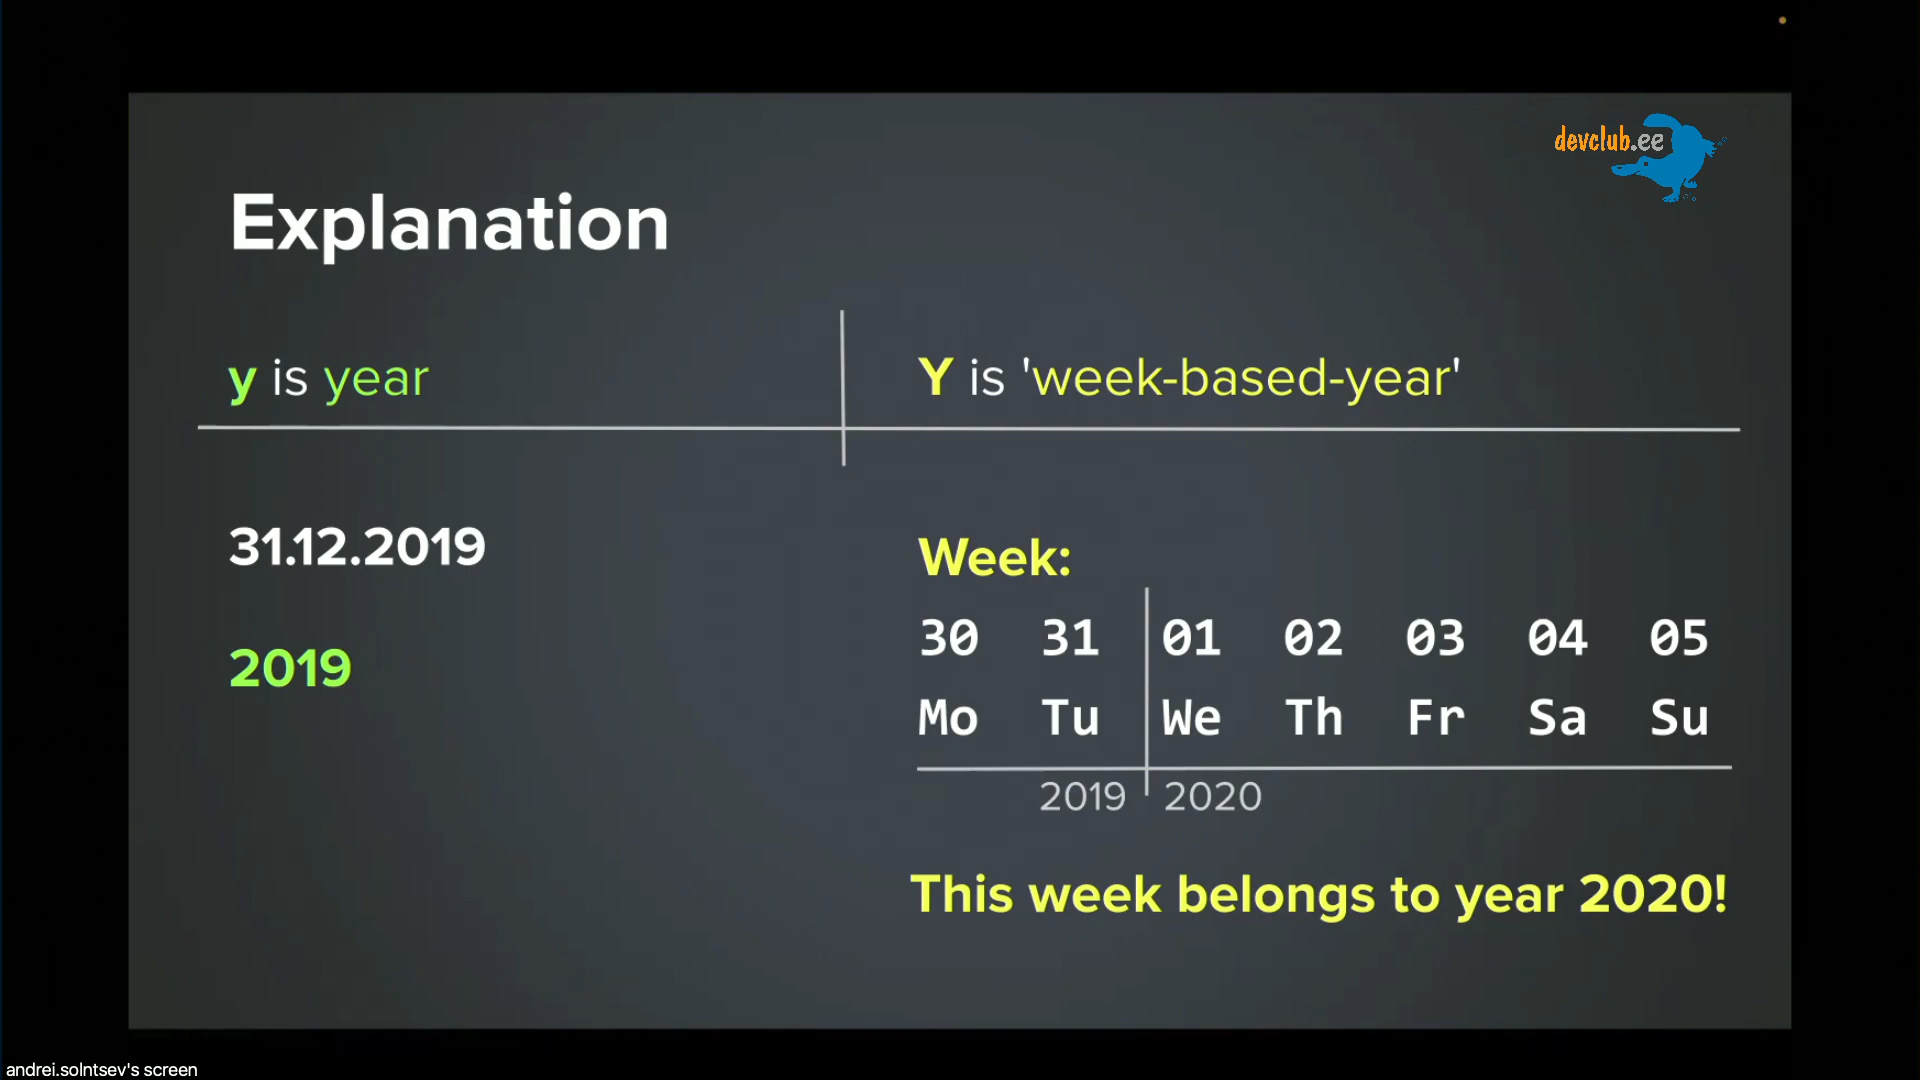 devclub.ee
Explanation
y is year
Y is 'week-based-year'
31.12.2019
2019
Week:
30 31 01 02 03 04 05
Mo Tu We Th Fr Sa Su
2019 2020
This week belongs to year 2020!
andrei.solntsev's screen